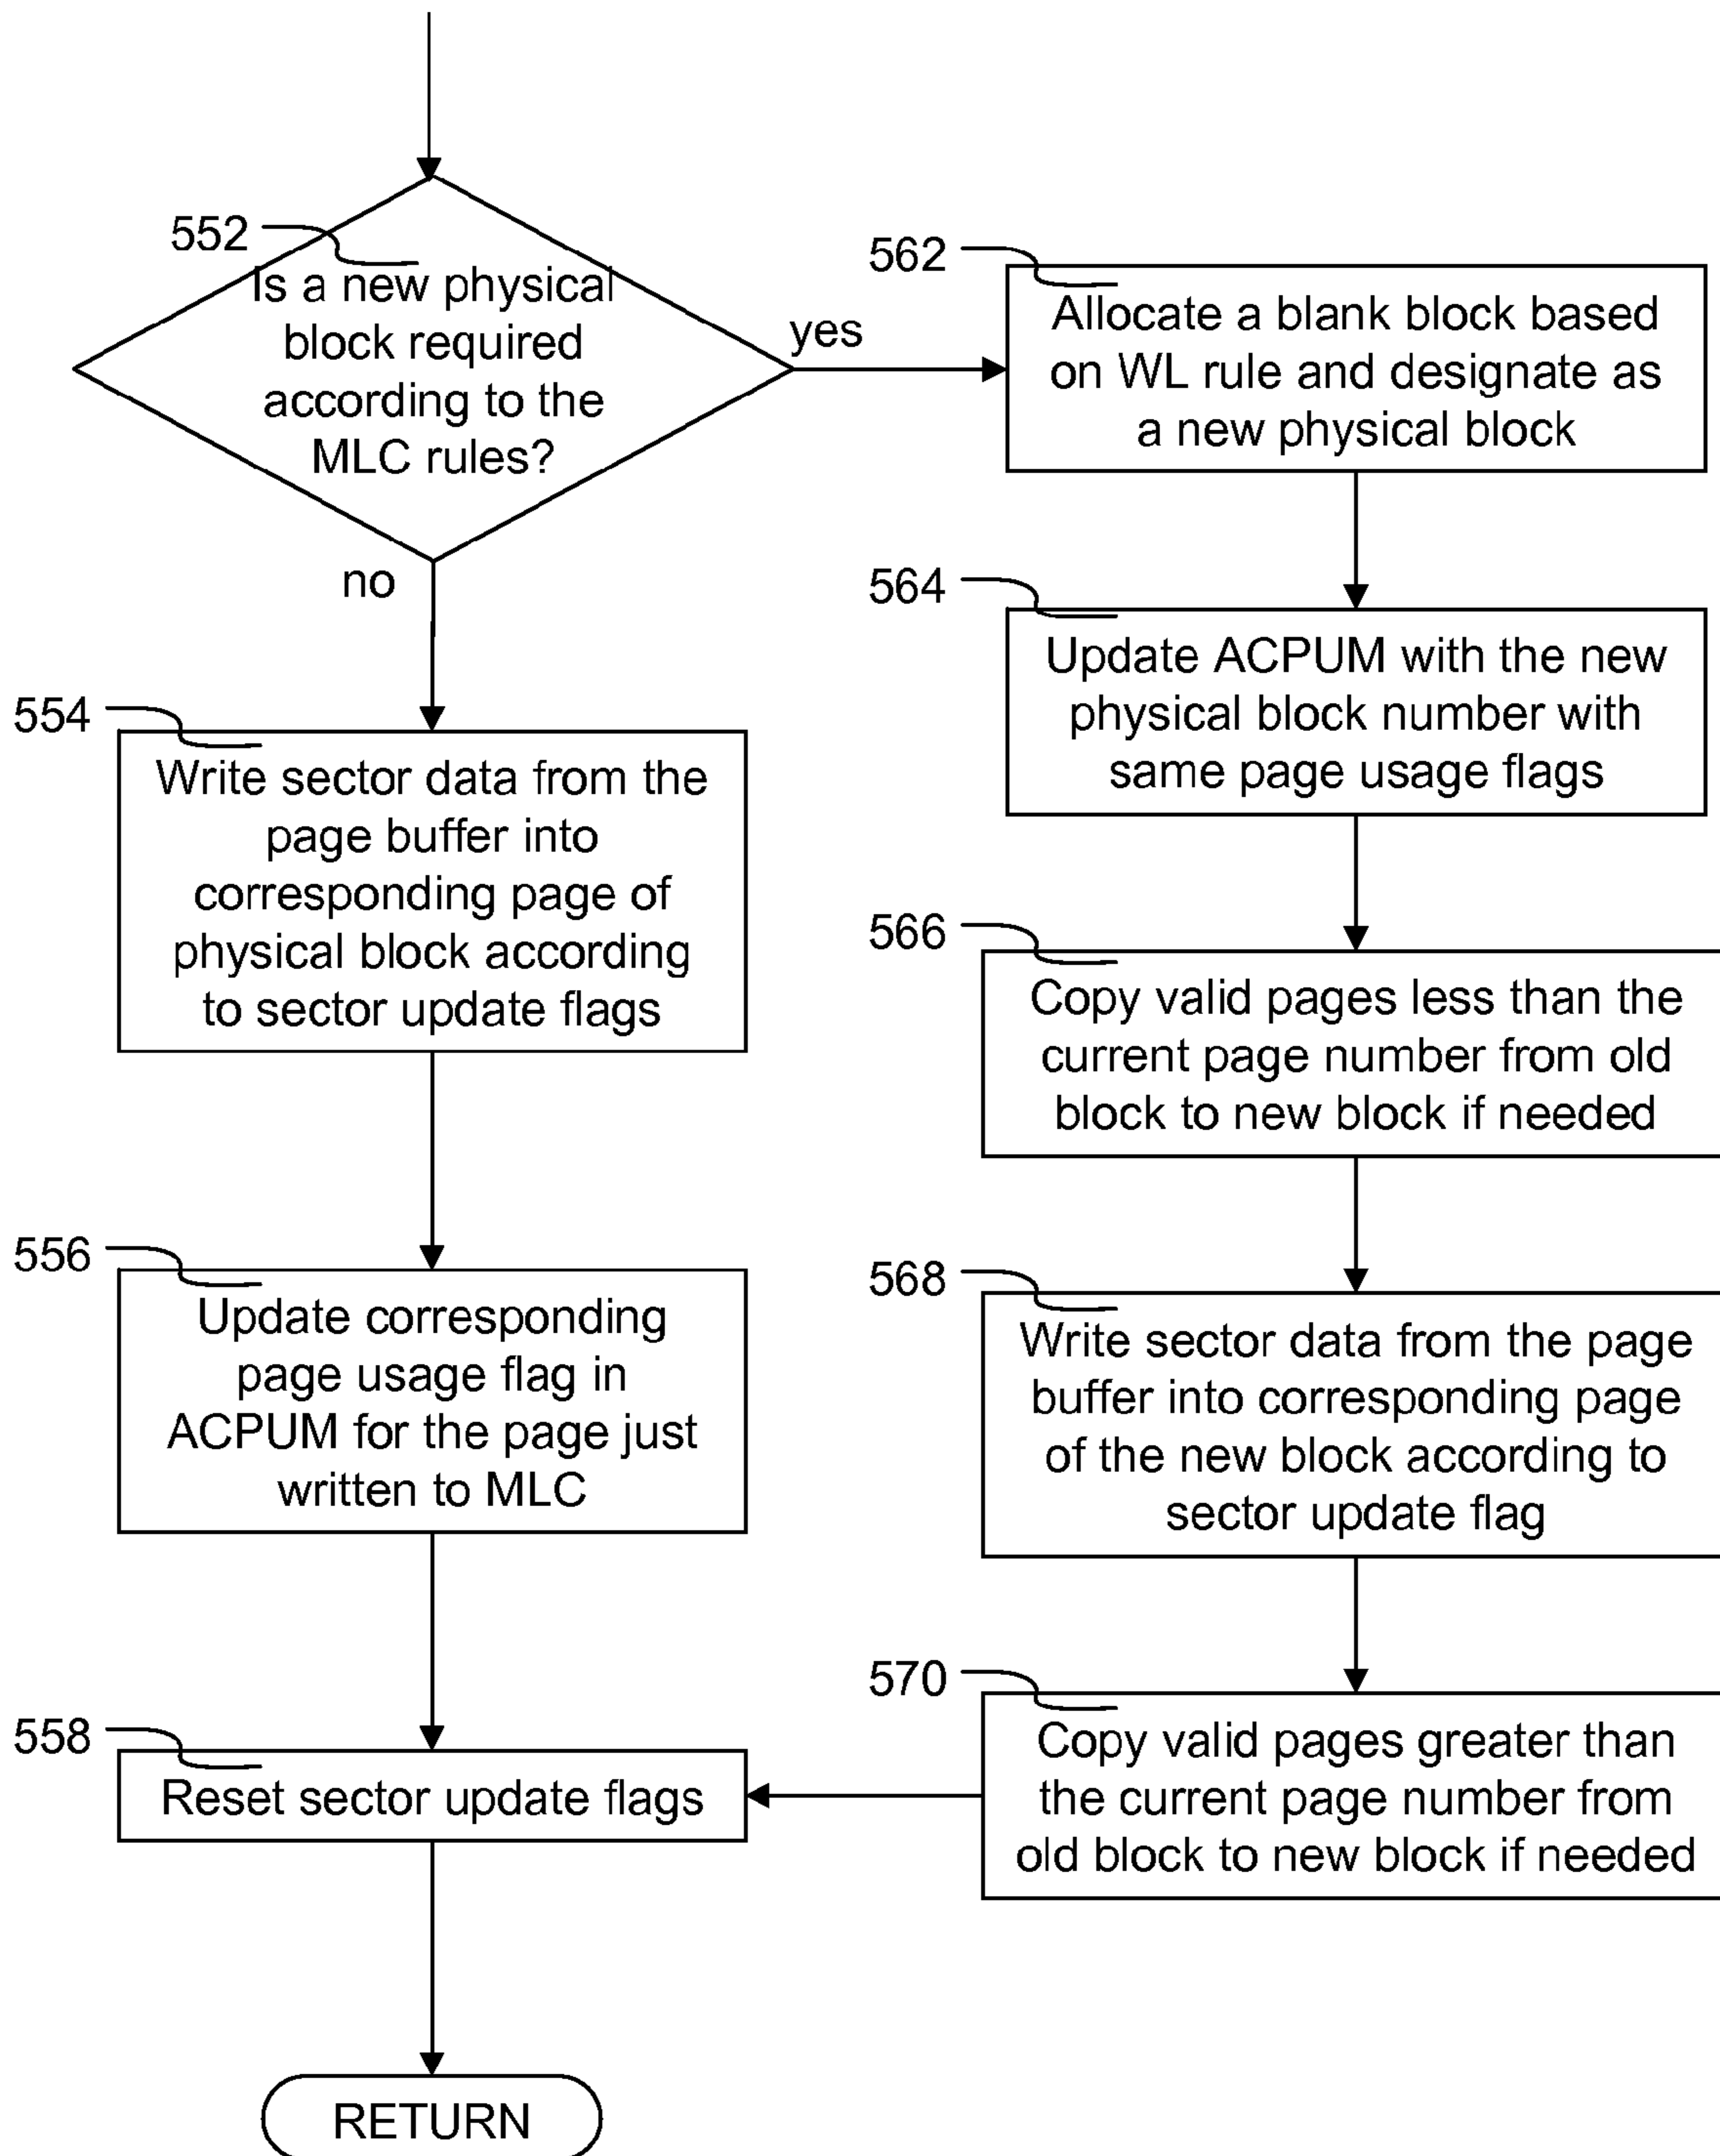 552
Is a new physical
block required
according to the
MLC rules?
yes
no
562
Allocate a blank block based
on WL rule and designate as
a new physical block
564
Update ACPUM with the new
physical block number with
same page usage flags
554
Write sector data from the
page buffer into
corresponding page of
physical block according
to sector update flags
566
Copy valid pages less than the
current page number from old
block to new block if needed
556
Update corresponding
page usage flag in
ACPUM for the page just
written to MLC
568
Write sector data from the page
buffer into corresponding page
of the new block according to
sector update flag
570
Copy valid pages greater than
the current page number from
old block to new block if needed
558
Reset sector update flags
RETURN